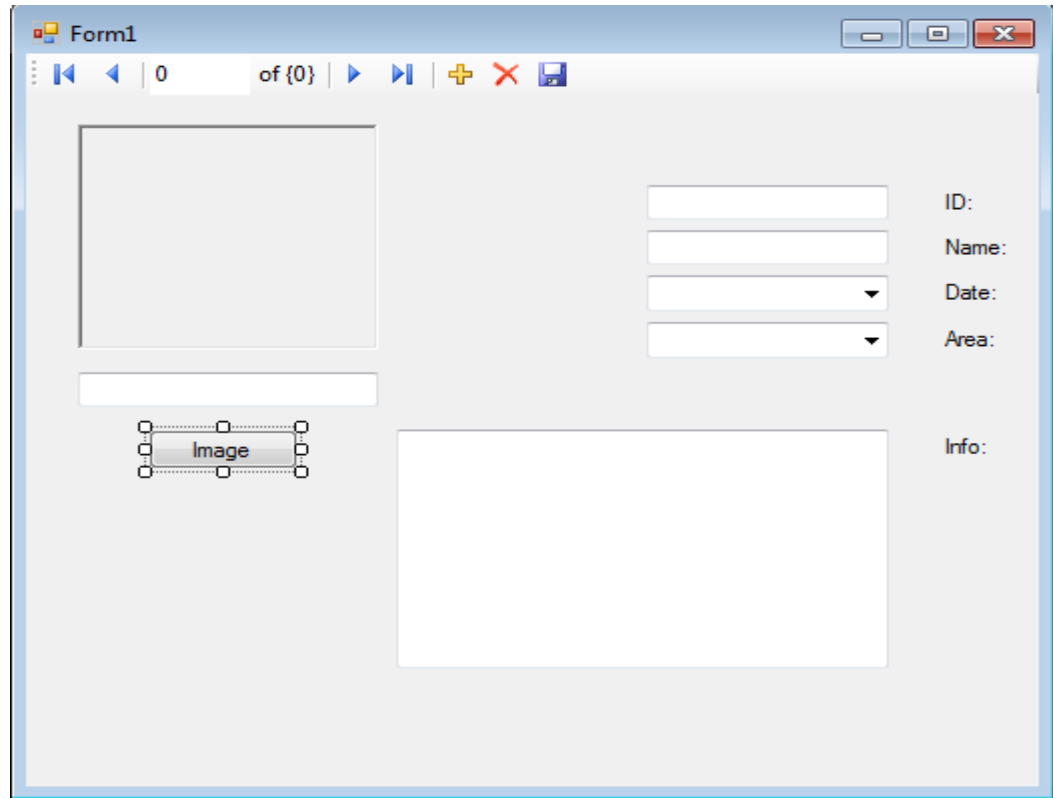 Form1
0 of {0}
ID:
Name:
Date:
Area:
Image
Info: